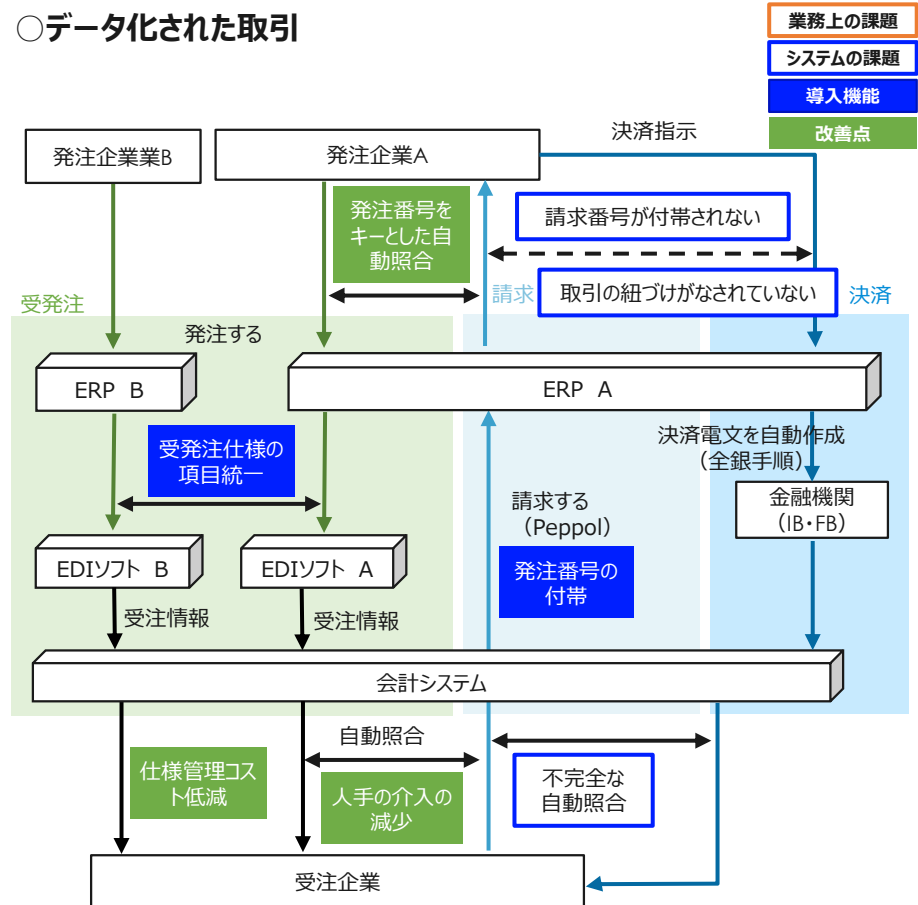 ○データ化された取引
業務上の課題
システムの課題
導入機能
改善点
発注企業業B
発注企業A
決済指示
発注番号を
キーとした自
動照合
請求番号が付帯されない
受発注
請求
取引の紐づけがなされていない
決済
発注する
ERP B
ERP A
受発注仕様の
項目統一
決済電文を自動作成
（全銀手順）
請求する
（Peppol）
金融機関
（IB・FB）
発注番号の
付帯
EDIソフト B
EDIソフト A
受注情報
受注情報
会計システム
自動照合
仕様管理コス
ト低減
人手の介入の
減少
不完全な
自動照合
受注企業